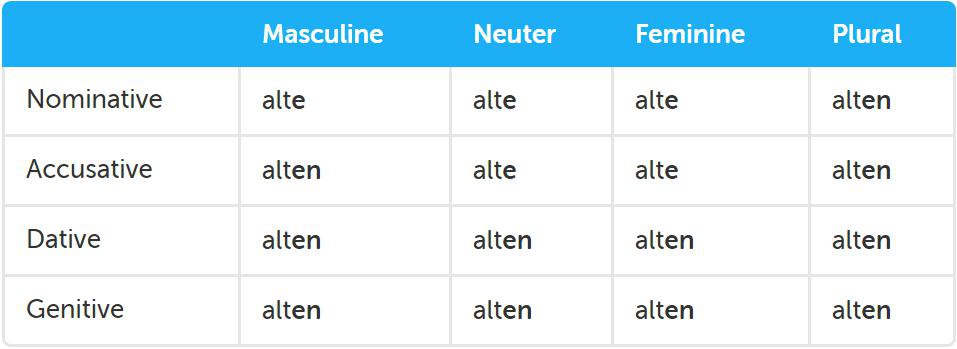 Masculine Neuter Feminine Plural
Nominative alte alte alte alten
Accusative alten alte alte alten
Dative alten alten alten alten
Genitive alten alten alten alten